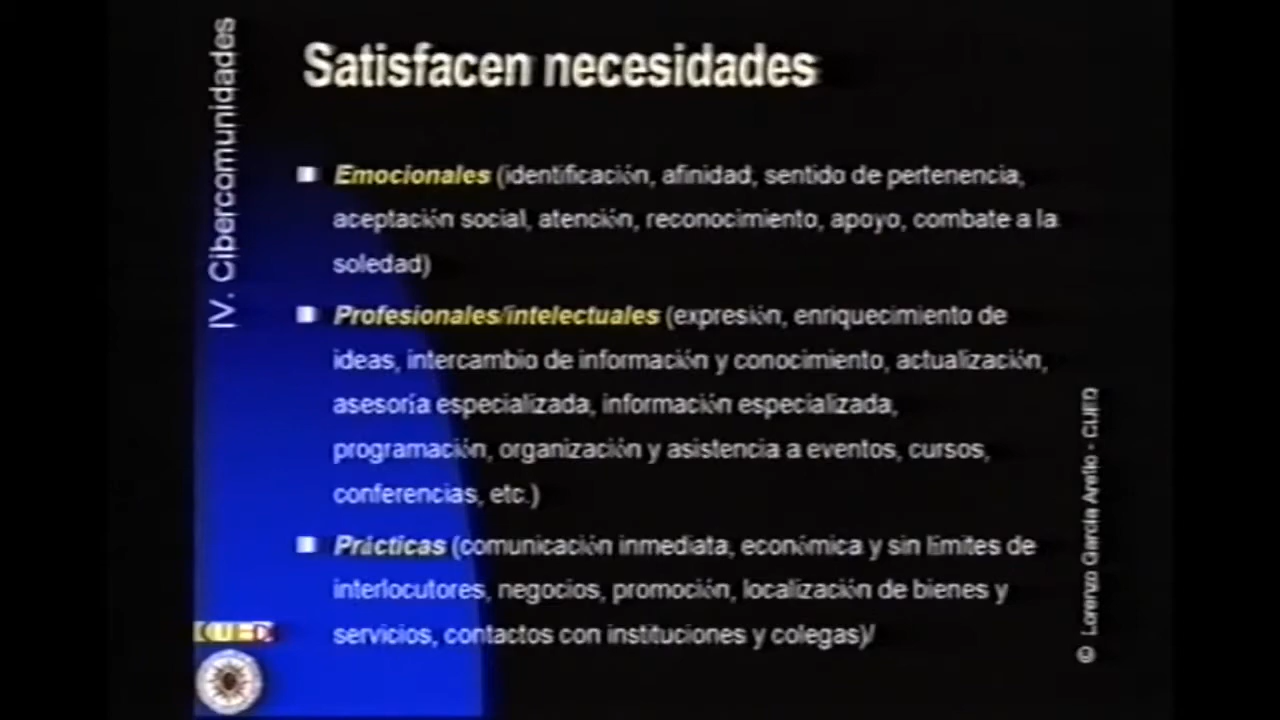 IV. Cibercomunidades
Satisfacen necesidades
Emocionales (identificación, afinidad, sentido de pertenencia,
aceptación social, atención, reconocimiento, apoyo, combate a la
soledad)
Profesionales/intelectuales (expresión, enriquecimiento de
ideas, intercambio de información y conocimiento, actualización,
asesoría especializada, información especializada,
programación, organización y asistencia a eventos, cursos,
conferencias, etc.)
Prácticas (comunicación inmediata, económica y sin límites de
interlocutores, negocios, promoción, localización de bienes y
servicios, contactos con instituciones y colegas)/
© Lorenzo García Aretio - CUED
CUED